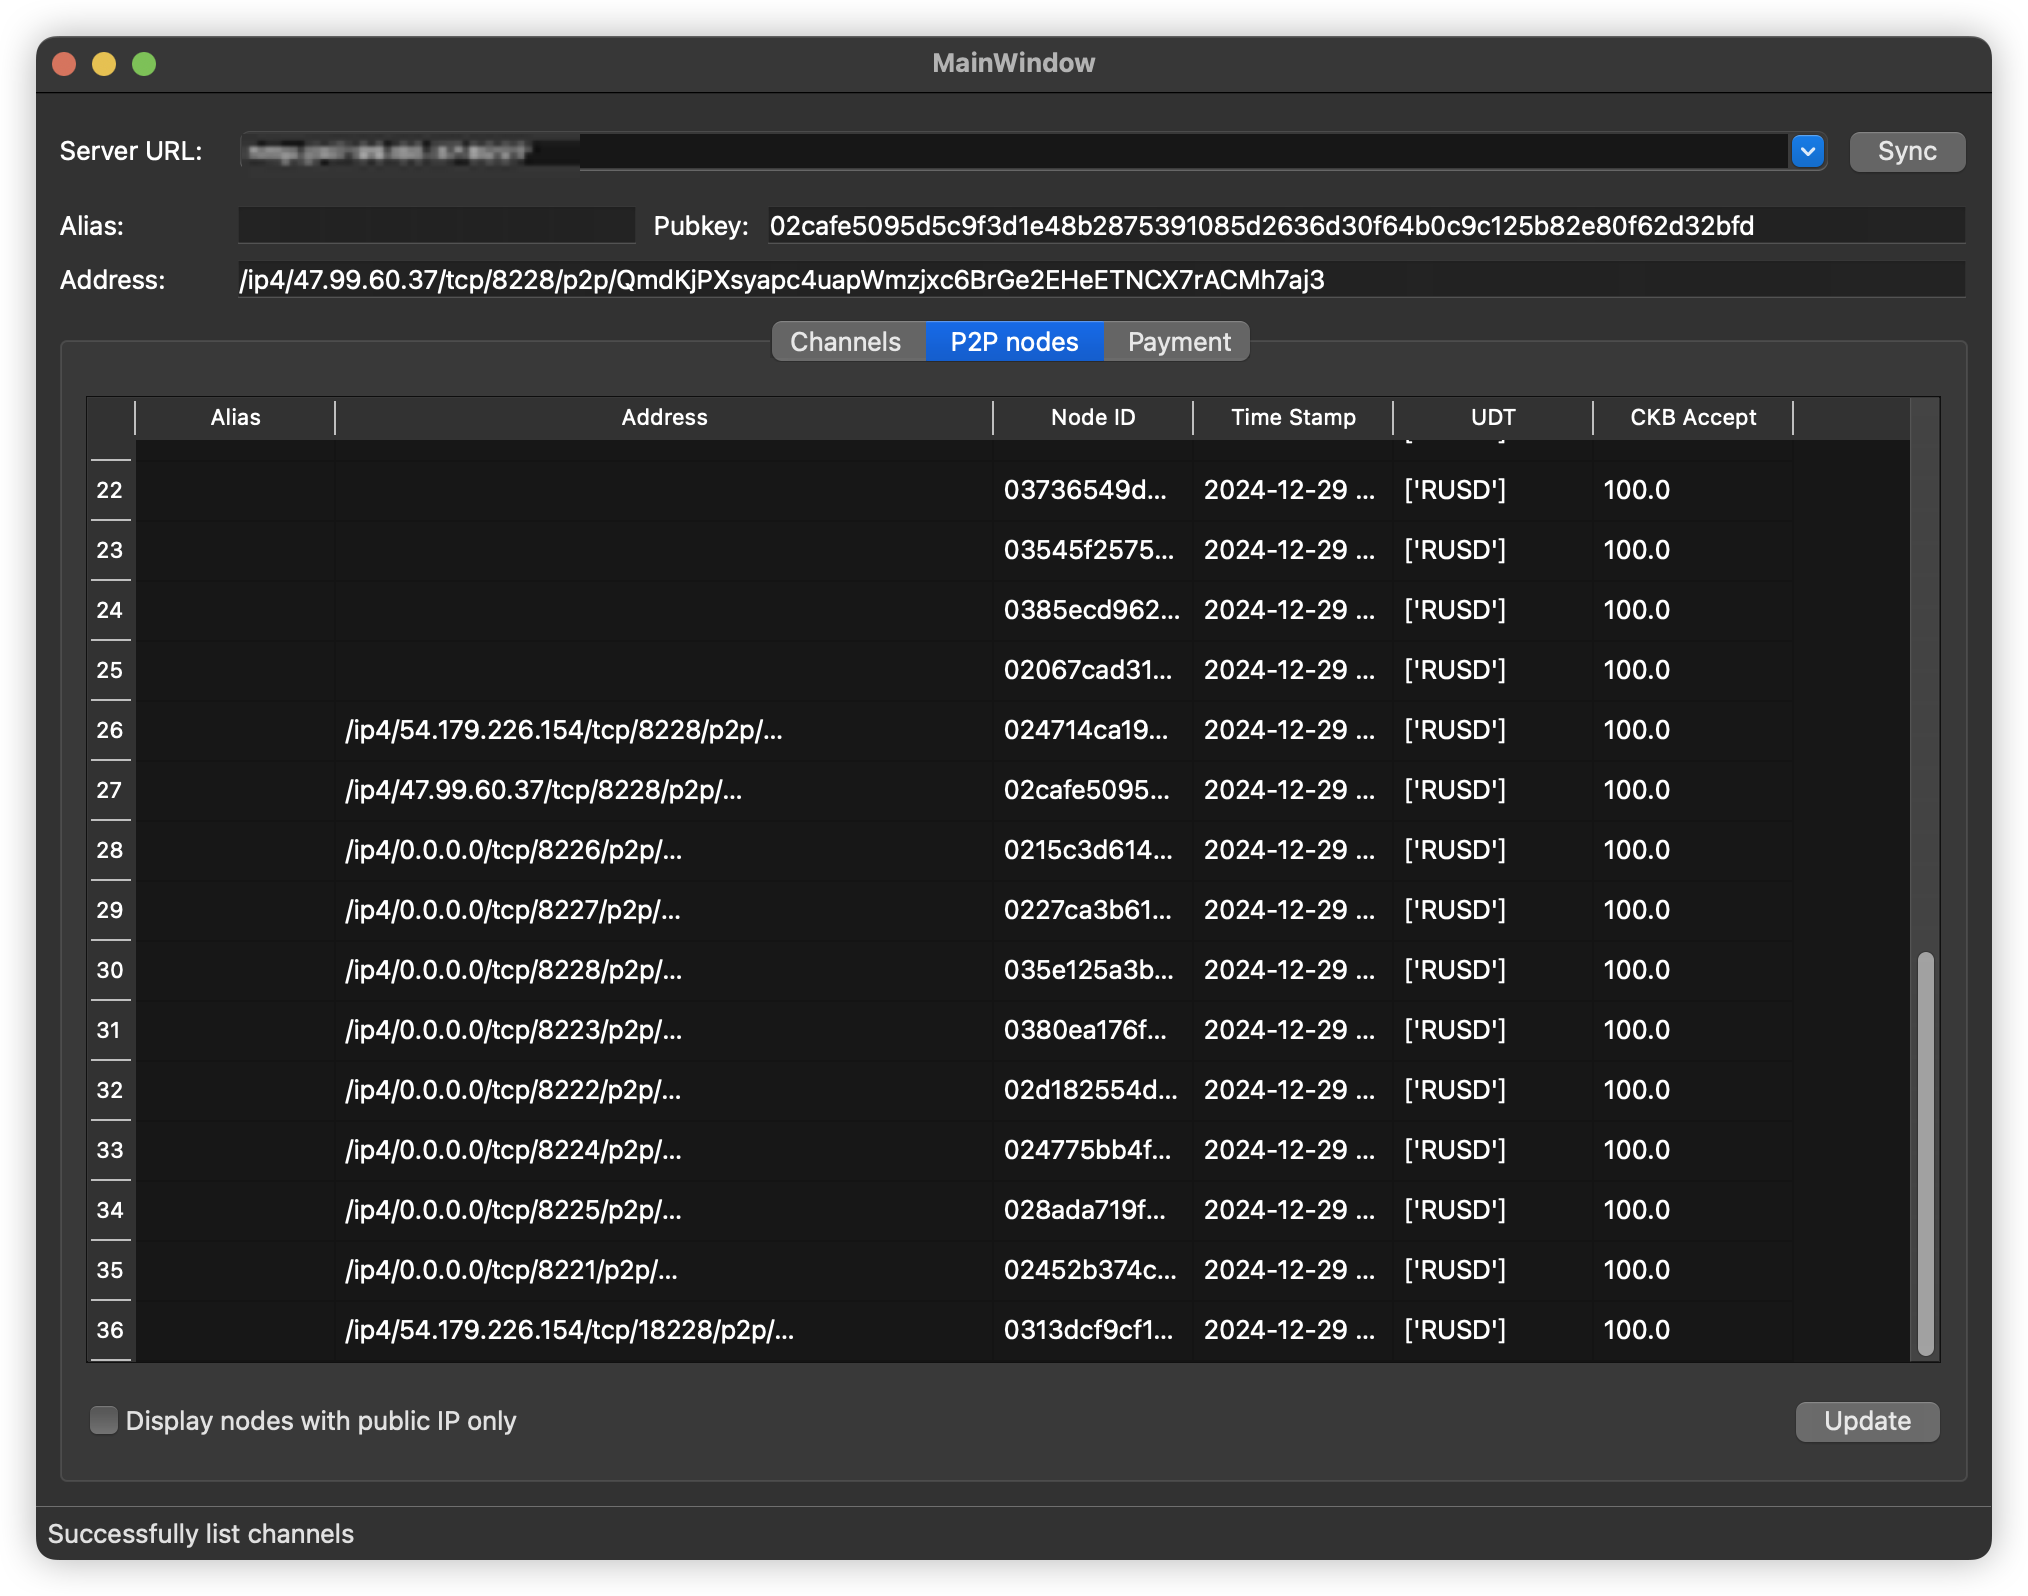 MainWindow
Server URL: Sync
Alias: Pubkey: 02cafe5095d5c9f3d1e48b2875391085d2636d30f64b0c9c125b82e80f62d32bfd
Address: /ip4/47.99.60.37/tcp/8228/p2p/QmdKjPXsyapc4uapWmzjxc6BrGe2EHeETNCX7rACMh7aj3
Channels P2P nodes Payment
Alias Address Node ID Time Stamp UDT CKB Accept
22 03736549d... 2024-12-29 ... ['RUSD'] 100.0
23 03545f2575... 2024-12-29 ... ['RUSD'] 100.0
24 0385ecd962... 2024-12-29 ... ['RUSD'] 100.0
25 02067cad31... 2024-12-29 ... ['RUSD'] 100.0
26 /ip4/54.179.226.154/tcp/8228/p2p/... 024714ca19... 2024-12-29 ... ['RUSD'] 100.0
27 /ip4/47.99.60.37/tcp/8228/p2p/... 02cafe5095... 2024-12-29 ... ['RUSD'] 100.0
28 /ip4/0.0.0.0/tcp/8226/p2p/... 0215c3d614... 2024-12-29 ... ['RUSD'] 100.0
29 /ip4/0.0.0.0/tcp/8227/p2p/... 0227ca3b61... 2024-12-29 ... ['RUSD'] 100.0
30 /ip4/0.0.0.0/tcp/8228/p2p/... 035e125a3b... 2024-12-29 ... ['RUSD'] 100.0
31 /ip4/0.0.0.0/tcp/8223/p2p/... 0380ea176f... 2024-12-29 ... ['RUSD'] 100.0
32 /ip4/0.0.0.0/tcp/8222/p2p/... 02d182554d... 2024-12-29 ... ['RUSD'] 100.0
33 /ip4/0.0.0.0/tcp/8224/p2p/... 024775bb4f... 2024-12-29 ... ['RUSD'] 100.0
34 /ip4/0.0.0.0/tcp/8225/p2p/... 028ada719f... 2024-12-29 ... ['RUSD'] 100.0
35 /ip4/0.0.0.0/tcp/8221/p2p/... 02452b374c... 2024-12-29 ... ['RUSD'] 100.0
36 /ip4/54.179.226.154/tcp/18228/p2p/... 0313dcf9cf1... 2024-12-29 ... ['RUSD'] 100.0
Display nodes with public IP only Update
Successfully list channels